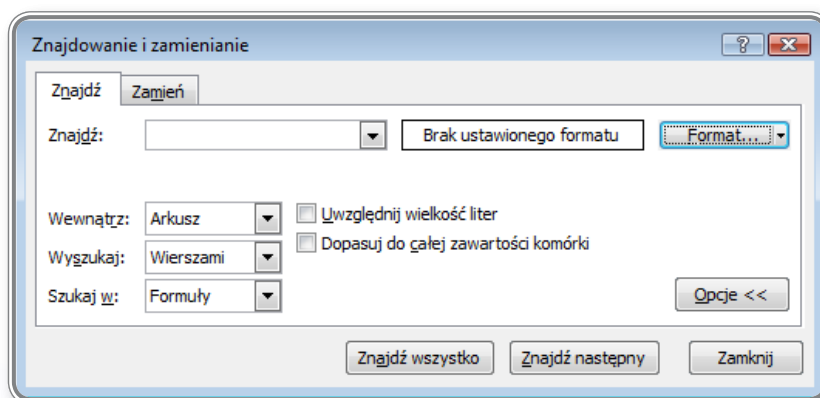 Znajdowanie i zamienianie
Znajdź Zamień
Znajdź: Brak ustawionego formatu Format...
Wewnątrz: Arkusz Uwzględnij wielkość liter
Dopasuj do całej zawartości komórki
Wyszukaj: Wierszami
Szukaj w: Formuły Opcje <<
Znajdź wszystko Znajdź następny Zamknij